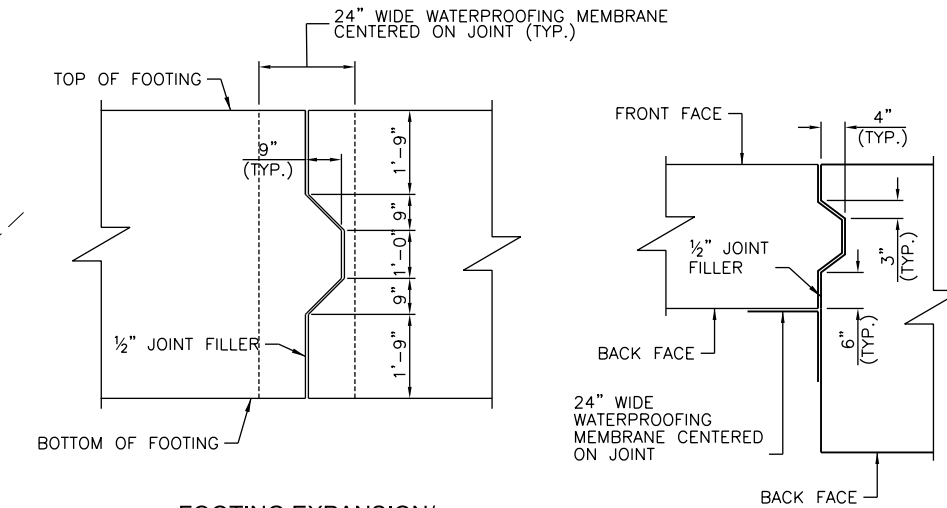 24" WIDE WATERPROOFING MEMBRANE
CENTERED ON JOINT (TYP.)
TOP OF FOOTING
9"
(TYP.)
1'-9"
9"
1'-0"
9"
1'-9"
½" JOINT FILLER
BOTTOM OF FOOTING
FRONT FACE
4"
(TYP.)
½" JOINT
FILLER
3"
(TYP.)
6"
(TYP.)
BACK FACE
24" WIDE
WATERPROOFING
MEMBRANE CENTERED
ON JOINT
BACK FACE
FOOTING EXPANSION/